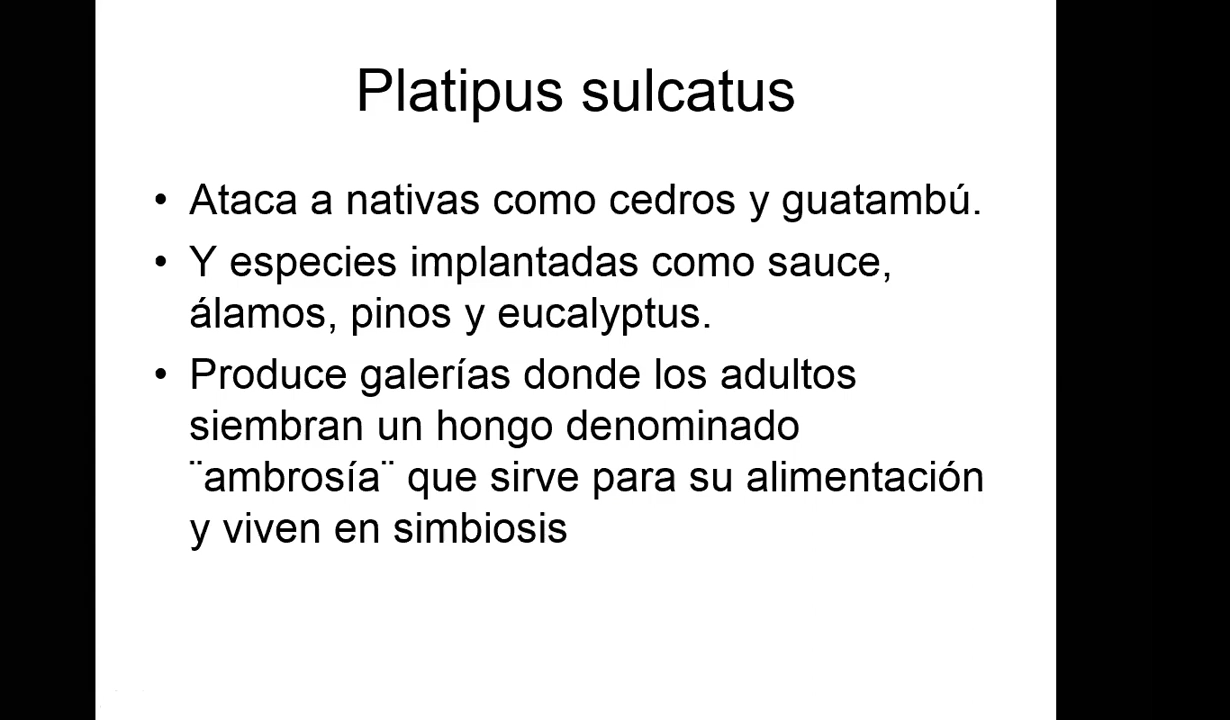 Platipus sulcatus
• Ataca a nativas como cedros y guatambú.
• Y especies implantadas como sauce,
álamos, pinos y eucalyptus.
• Produce galerías donde los adultos
siembran un hongo denominado
¨ambrosía¨ que sirve para su alimentación
y viven en simbiosis